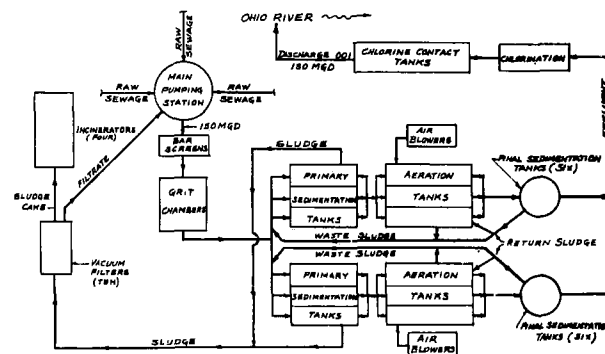 OHIO RIVER
RAW
SEWAGE
DISCHARGE 001
150 MGD
CHLORINE CONTACT
TANKS
CHLORINATION
MAIN
PUMPING
STATION
RAW
SEWAGE
RAW
SEWAGE
150MGD
BAR
SCREENS
INCINERATORS
(FOUR)
FILTRATE
SLUDGE
CAKE
GRIT
CHAMBERS
SLUDGE
AIR
BLOWERS
PRIMARY
SEDIMENTATION
TANKS
AERATION
TANKS
FINAL SEDIMENTATION
TANKS (SIX)
WASTE SLUDGE
WASTE SLUDGE
RETURN SLUDGE
VACUUM
FILTERS
(TEN)
PRIMARY
SEDIMENTATION
TANKS
AERATION
TANKS
FINAL SEDIMENTATION
TANKS (SIX)
SLUDGE
AIR
BLOWERS